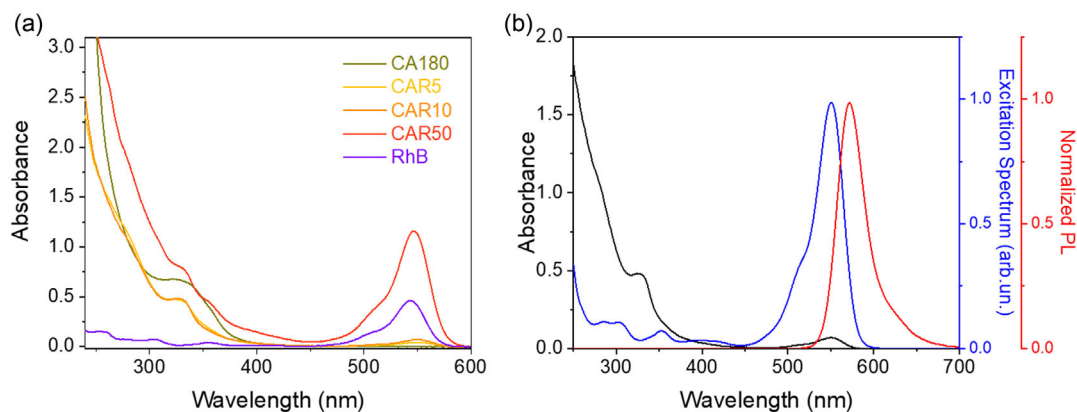 (a)
Absorbance
3.0
2.5
2.0
1.5
1.0
0.5
0.0
CA180
CAR5
CAR10
CAR50
RhB
300
400
500
600
Wavelength (nm)
(b)
Absorbance
2.0
1.5
1.0
0.5
0.0
300
400
500
600
700
Wavelength (nm)
1.0
0.5
0.0
Excitation Spectrum (arb.un.)
1.0
0.5
0.0
Normalized PL